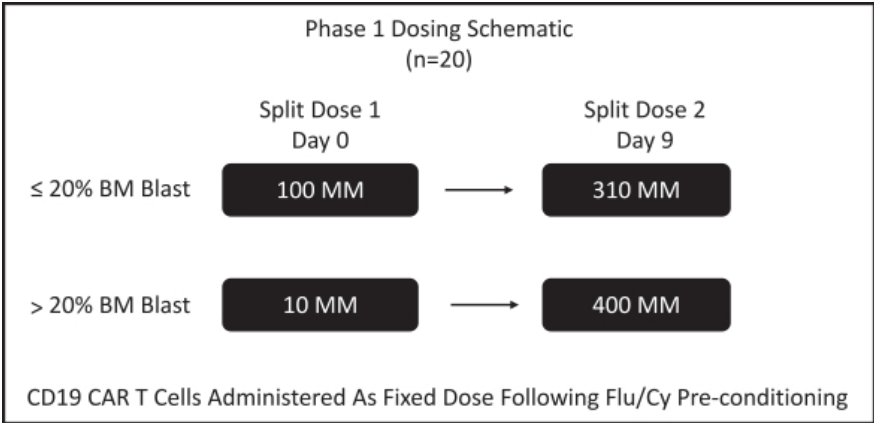 Phase 1 Dosing Schematic
(n=20)
Split Dose 1
Day 0
Split Dose 2
Day 9
≤ 20% BM Blast
100 MM
310 MM
> 20% BM Blast
10 MM
400 MM
CD19 CAR T Cells Administered As Fixed Dose Following Flu/Cy Pre-conditioning